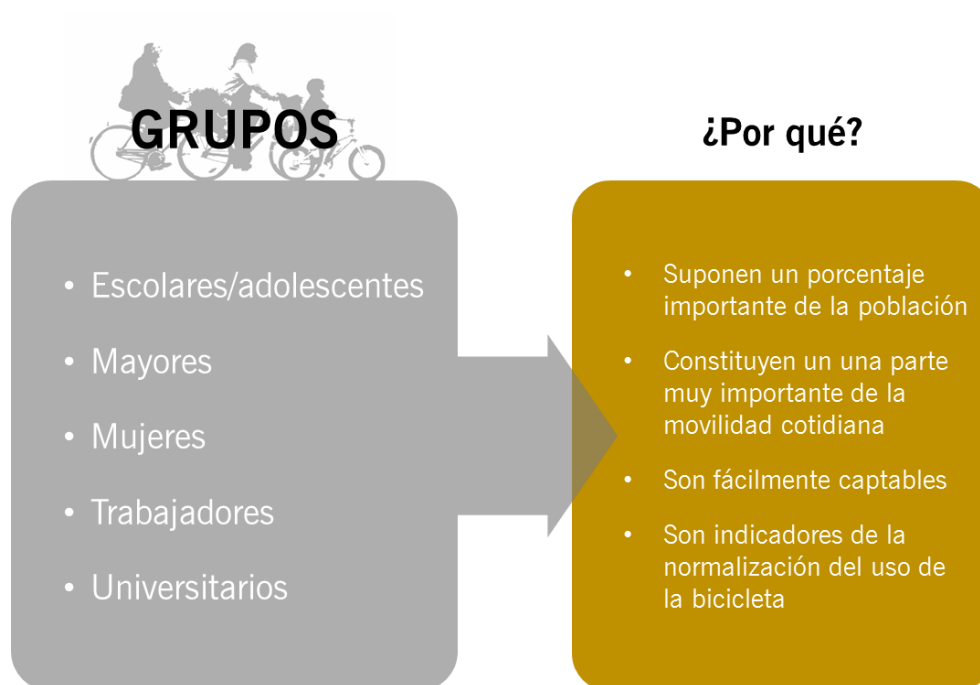 GRUPOS
• Escolares/adolescentes
• Mayores
• Mujeres
• Trabajadores
• Universitarios
¿Por qué?
• Suponen un porcentaje
importante de la población
• Constituyen un una parte
muy importante de la
movilidad cotidiana
• Son fácilmente captables
• Son indicadores de la
normalización del uso de
la bicicleta